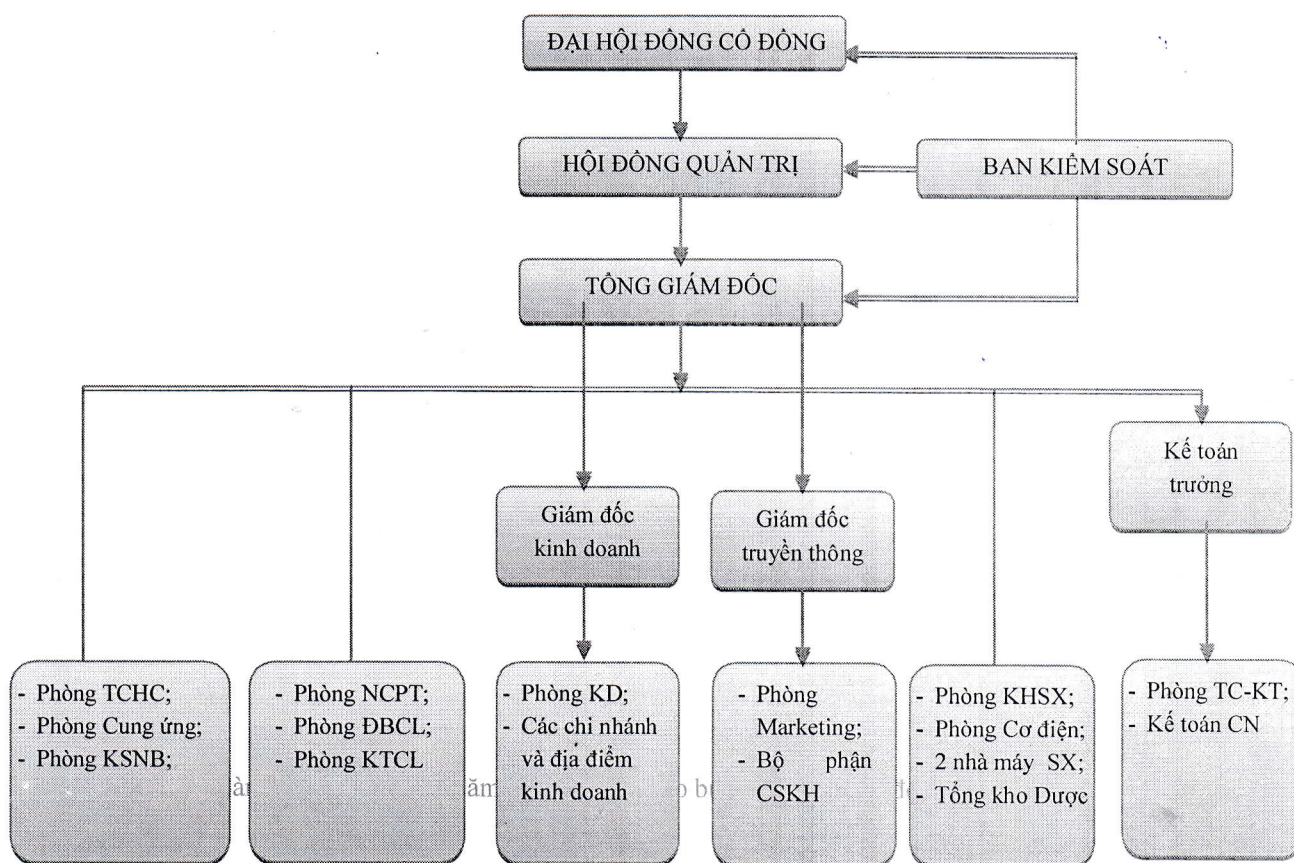 ĐẠI HỘI ĐỒNG CỔ ĐÔNG
HỘI ĐỒNG QUẢN TRỊ
BAN KIỂM SOÁT
TỔNG GIÁM ĐỐC
Kế toán
trưởng
Giám đốc
kinh doanh
Giám đốc
truyền thông
- Phòng TCHC;
- Phòng Cung ứng;
- Phòng KSNB;
- Phòng NCPT;
- Phòng ĐBCL;
- Phòng KTCL
- Phòng KD;
- Các chi nhánh
và địa điểm
kinh doanh
- Phòng
Marketing;
- Bộ phận
CSKH
- Phòng KHSX;
- Phòng Cơ điện;
- 2 nhà máy SX;
- Tổng kho Dược
- Phòng TC-KT;
- Kế toán CN